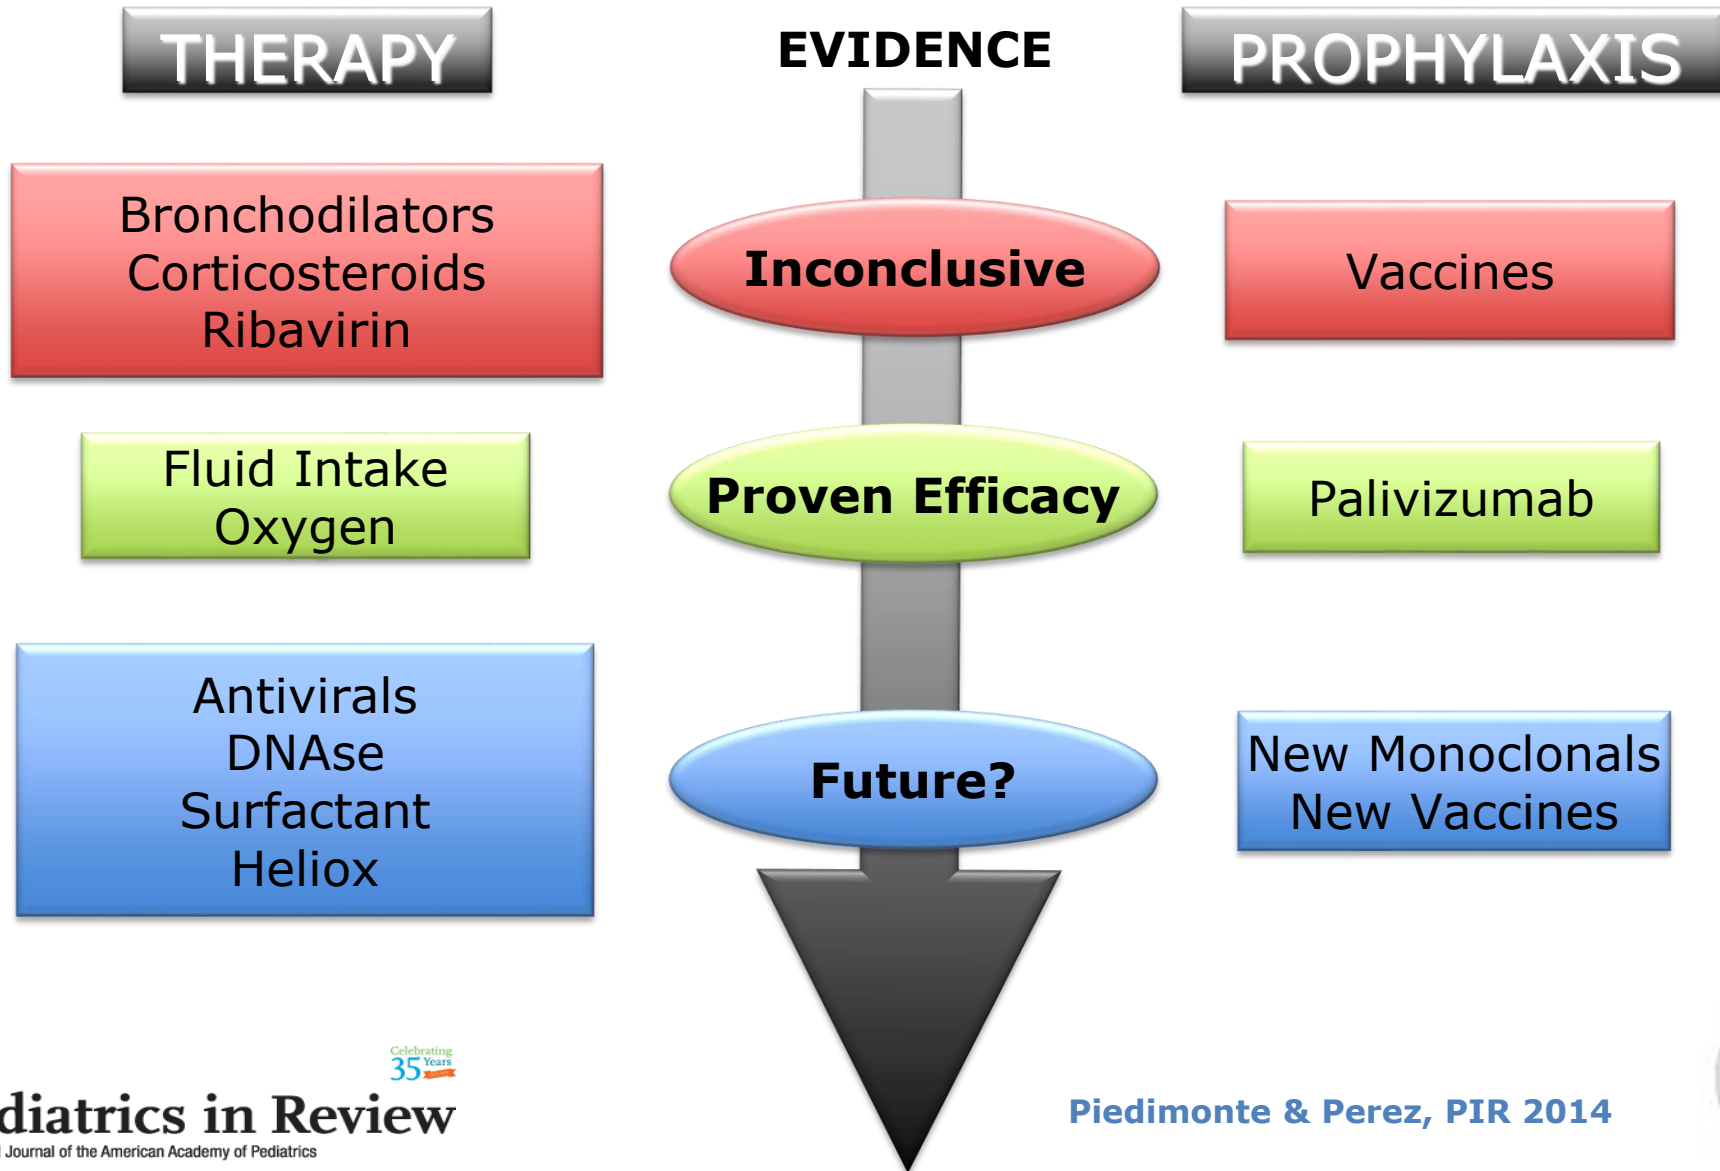 THERAPY
EVIDENCE
PROPHYLAXIS
Bronchodilators
Corticosteroids
Ribavirin
Inconclusive
Vaccines
Fluid Intake
Oxygen
Proven Efficacy
Palivizumab
Antivirals
DNAse
Surfactant
Heliox
Future?
New Monoclonals
New Vaccines
Celebrating
35 Years
diatrics in Review
Journal of the American Academy of Pediatrics
Piedimonte & Perez, PIR 2014